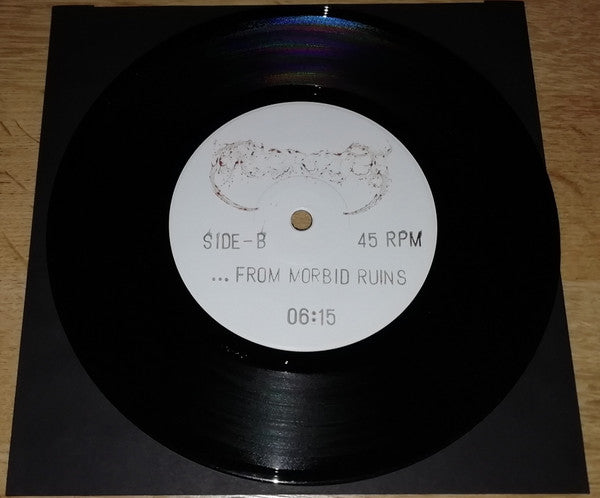 SIDE-B 45 RPM
... FROM MORBID RUINS
06:15